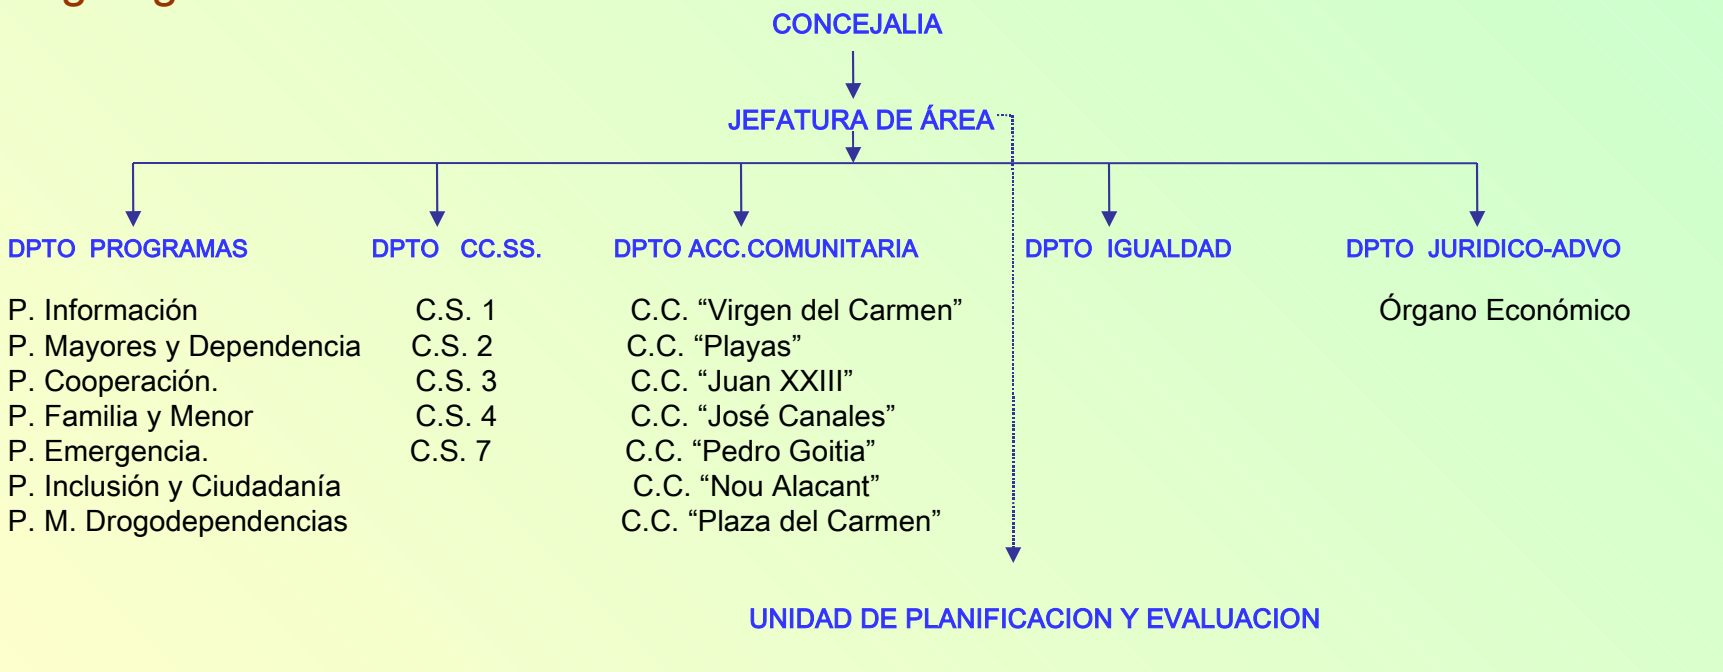 CONCEJALIA
JEFATURA DE ÁREA
DPTO PROGRAMAS DPTO CC.SS. DPTO ACC.COMUNITARIA DPTO IGUALDAD DPTO JURIDICO-ADVO
P. Información C.S. 1 C.C. “Virgen del Carmen” Órgano Económico
P. Mayores y Dependencia C.S. 2 C.C. “Playas”
P. Cooperación. C.S. 3 C.C. “Juan XXIII”
P. Familia y Menor C.S. 4 C.C. “José Canales”
P. Emergencia. C.S. 7 C.C. “Pedro Goitia”
P. Inclusión y Ciudadanía C.C. “Nou Alacant”
P. M. Drogodependencias C.C. “Plaza del Carmen”
UNIDAD DE PLANIFICACION Y EVALUACION